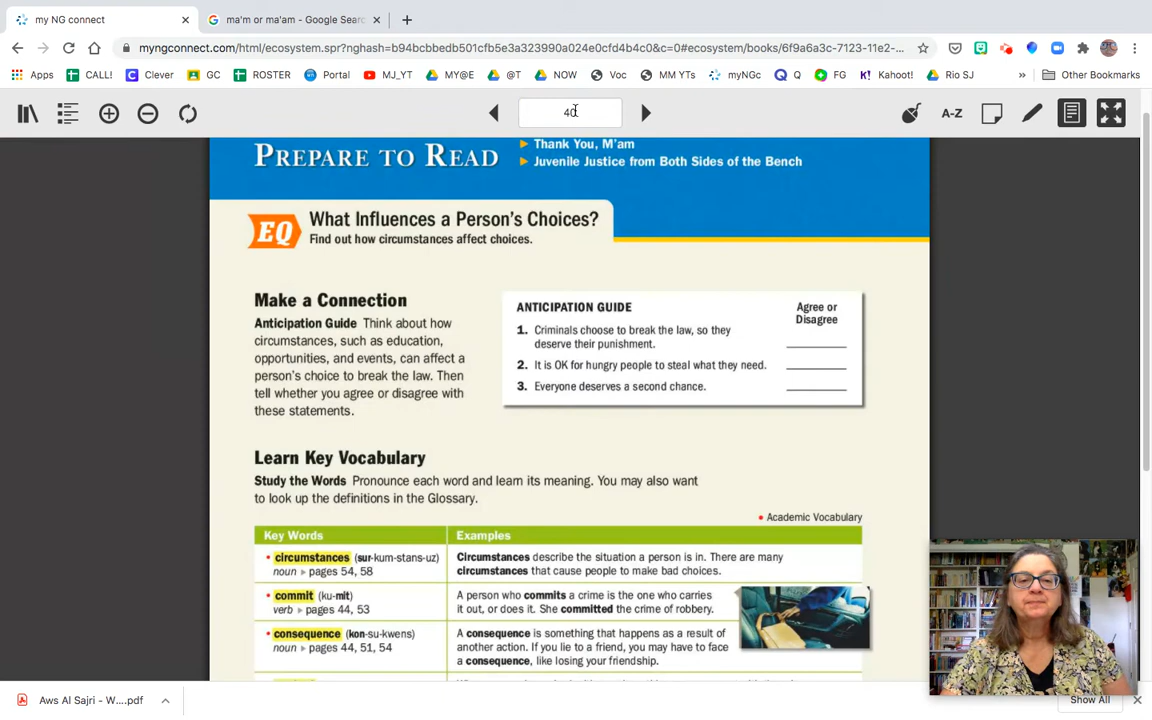 my NG connect
ma'm or ma'am - Google Searc
myngconnect.com/html/ecosystem.spr?nghash=b94bcbbedb501cfb5e3a323990a024e0cfd4b4c0&c=0#ecosystem/books/6f9a6a3c-7123-11e2-...
Apps CALL! Clever GC ROSTER Portal MJ_YT MY@E @T NOW Voc MM YTs myNGc Q FG Kahoot! Rio SJ » Other Bookmarks
40
A-Z
PREPARE TO READ
Thank You, M'am
Juvenile Justice from Both Sides of the Bench
EQ
What Influences a Person's Choices?
Find out how circumstances affect choices.
Make a Connection
Anticipation Guide Think about how
circumstances, such as education,
opportunities, and events, can affect a
person's choice to break the law. Then
tell whether you agree or disagree with
these statements.
ANTICIPATION GUIDE
Agree or
Disagree
1. Criminals choose to break the law, so they
deserve their punishment.
2. It is OK for hungry people to steal what they need.
3. Everyone deserves a second chance.
Learn Key Vocabulary
Study the Words Pronounce each word and learn its meaning. You may also want
to look up the definitions in the Glossary.
• Academic Vocabulary
Key Words
Examples
• circumstances (sur-kum-stans-uz)
noun ▸ pages 54, 58
Circumstances describe the situation a person is in. There are many
circumstances that cause people to make bad choices.
• commit (ku-mit)
verb ▸ pages 44, 53
A person who commits a crime is the one who carries
it out, or does it. She committed the crime of robbery.
• consequence (kon-su-kwens)
noun ▸ pages 44, 51, 54
A consequence is something that happens as a result of
another action. If you lie to a friend, you may have to face
a consequence, like losing your friendship.
Aws Al Sajri - W....pdf
Show All